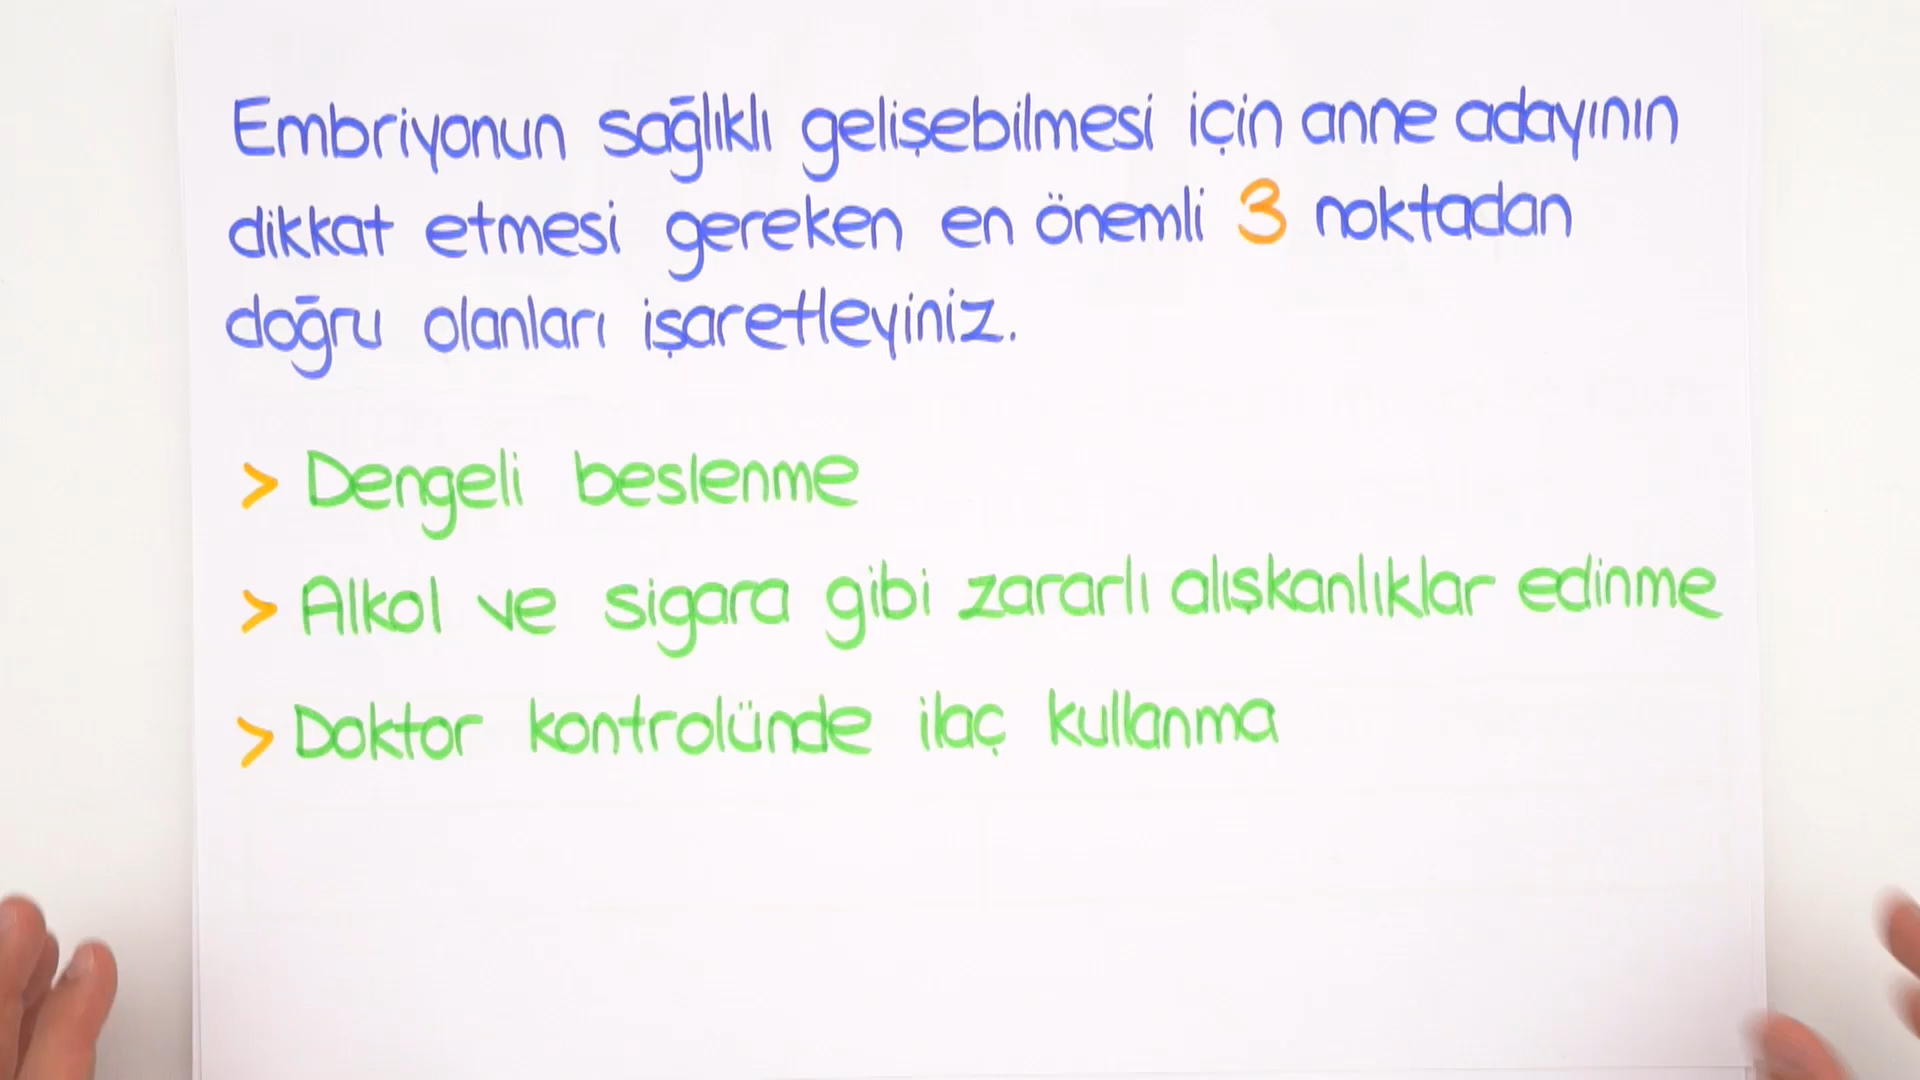 Embriyonun sağlıklı gelişebilmesi için anne adayının
dikkat etmesi gereken en önemli 3 noktadan
doğru olanları işaretleyiniz.
> Dengeli beslenme
> Alkol ve sigara gibi zararlı alışkanlıklar edinme
> Doktor kontrolünde ilaç kullanma